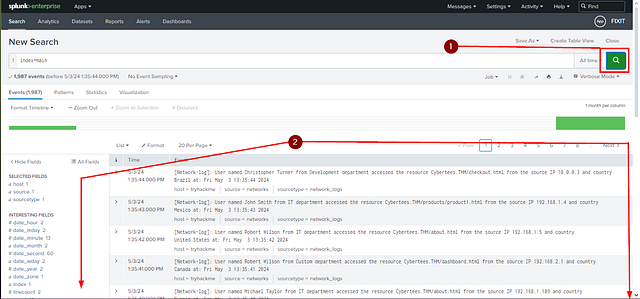 splunk>enterprise Apps Messages Settings Activity Help Find
Search Analytics Datasets Reports Alerts Dashboards App FIXIT
New Search Save As Create Table View Close
1 index=main All time
1,987 events (before 5/3/24 1:35:44.000 PM) No Event Sampling Job Verbose Mode
Events (1,987) Patterns Statistics Visualization
Format Timeline − Zoom Out + Zoom to Selection × Deselect 1 month per column
List Format 20 Per Page < Prev 1 2 3 4 5 6 7 8 ... Next >
< Hide Fields All Fields
i Time
SELECTED FIELDS
a host 1
a source 1
a sourcetype 1
INTERESTING FIELDS
# date_hour 2
# date_mday 2
# date_minute 13
a date_month 2
# date_second 60
a date_wday 2
# date_year 2
a date_zone 1
a index 1
# linecount 2
> 5/3/24 1:35:44.000 PM
[Network-log]: User named Christopher Turner from Development department accessed the resource Cybertees.THM/checkout.html from the source IP 10.0.0.3 and country
Brazil at: Fri May 3 13:35:44 2024
host = tryhackme source = networks sourcetype = network_logs
> 5/3/24 1:35:43.000 PM
[Network-log]: User named John Smith from IT department accessed the resource Cybertees.THM/products/product1.html from the source IP 192.168.1.4 and country
Mexico at: Fri May 3 13:35:43 2024
host = tryhackme source = networks sourcetype = network_logs
> 5/3/24 1:35:42.000 PM
[Network-log]: User named Robert Wilson from IT department accessed the resource Cybertees.THM/about.html from the source IP 192.168.1.5 and country
United States at: Fri May 3 13:35:42 2024
host = tryhackme source = networks sourcetype = network_logs
> 5/3/24 1:35:41.000 PM
[Network-log]: User named Robert Wilson from Custom department accessed the resource Cybertees.THM/dashboard.html from the source IP 192.168.2.1 and country
Canada at: Fri May 3 13:35:41 2024
host = tryhackme source = networks sourcetype = network_logs
> 5/3/24 1:35:40.000 PM
[Network-log]: User named Michael Taylor from IT department accessed the resource Cybertees.THM/about.html from the source IP 192.168.1.109 and country
1
2